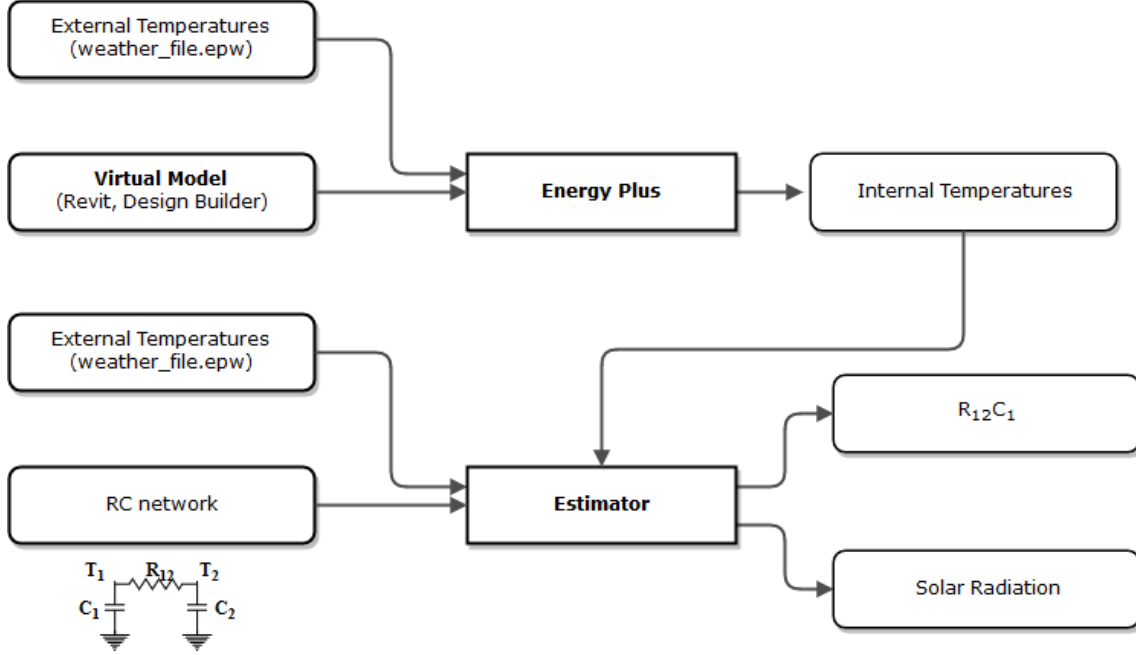 External Temperatures
(weather_file.epw)
Virtual Model
(Revit, Design Builder)
Energy Plus
Internal Temperatures
External Temperatures
(weather_file.epw)
R₁₂C₁
RC network
Estimator
Solar Radiation
T₁ R₁₂ T₂
C₁ C₂